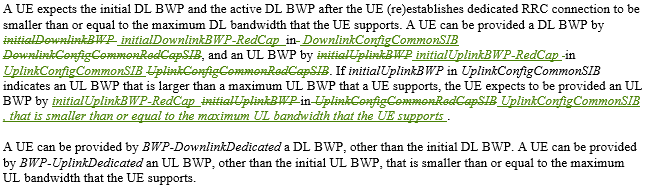 A UE expects the initial DL BWP and the active DL BWP after the UE (re)establishes dedicated RRC connection to be
smaller than or equal to the maximum DL bandwidth that the UE supports. A UE can be provided a DL BWP by
initialDownlinkBWP initialDownlinkBWP-RedCap in DownlinkConfigCommonSIB
DownlinkConfigCommonRedCapSIB, and an UL BWP by initialUplinkBWP initialUplinkBWP-RedCap in
UplinkConfigCommonSIB UplinkConfigCommonRedCapSIB. If initialUplinkBWP in UplinkConfigCommonSIB
indicates an UL BWP that is larger than a maximum UL BWP that a UE supports, the UE expects to be provided an UL
BWP by initialUplinkBWP-RedCap initialUplinkBWP in UplinkConfigCommonRedCapSIB UplinkConfigCommonSIB
, that is smaller than or equal to the maximum UL bandwidth that the UE supports .
A UE can be provided by BWP-DownlinkDedicated a DL BWP, other than the initial DL BWP. A UE can be provided
by BWP-UplinkDedicated an UL BWP, other than the initial UL BWP, that is smaller than or equal to the maximum
UL bandwidth that the UE supports.